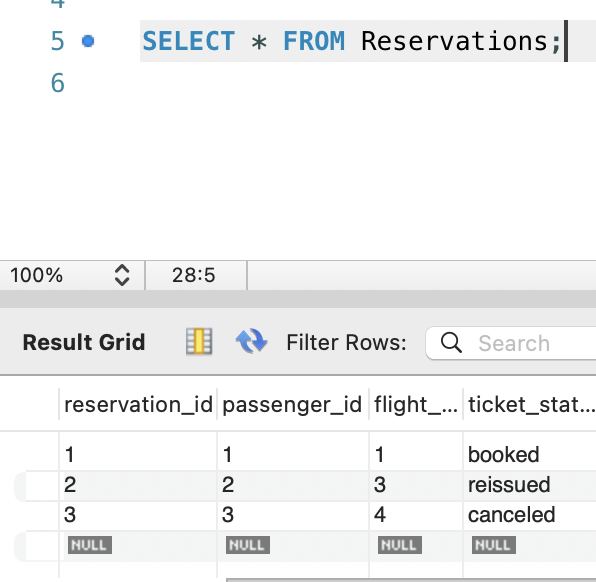 5 SELECT * FROM Reservations;
6
100% 28:5
Result Grid Filter Rows: Search
reservation_id passenger_id flight_... ticket_stat...
1 1 1 booked
2 2 3 reissued
3 3 4 canceled
NULL NULL NULL NULL